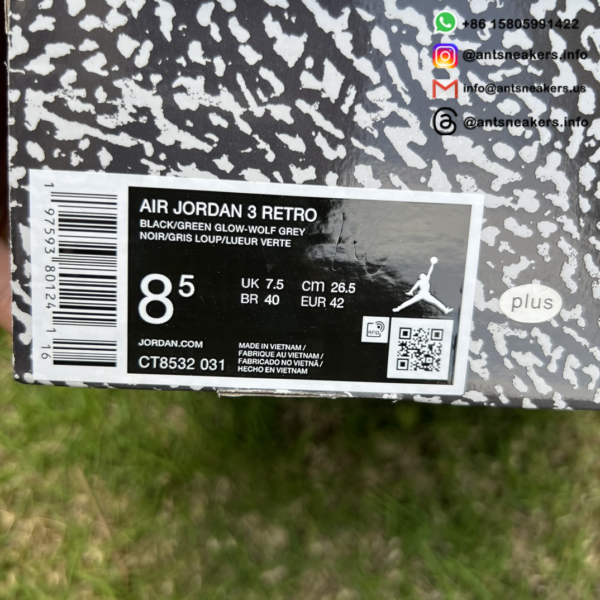 +86 15805991422
@antsneakers.info
info@antsneakers.us
@antsneakers.info
AIR JORDAN 3 RETRO
BLACK/GREEN GLOW-WOLF GREY
NOIR/GRIS LOUP/LUEUR VERTE
8 5
UK 7.5 cm 26.5
BR 40 EUR 42
JORDAN.COM
CT8532 031
MADE IN VIETNAM /
FABRIQUE AU VIETNAM /
FABRICADO NO VIETNÃ /
HECHO EN VIETNAM
RFID
plus
1 97593 80124 1 16